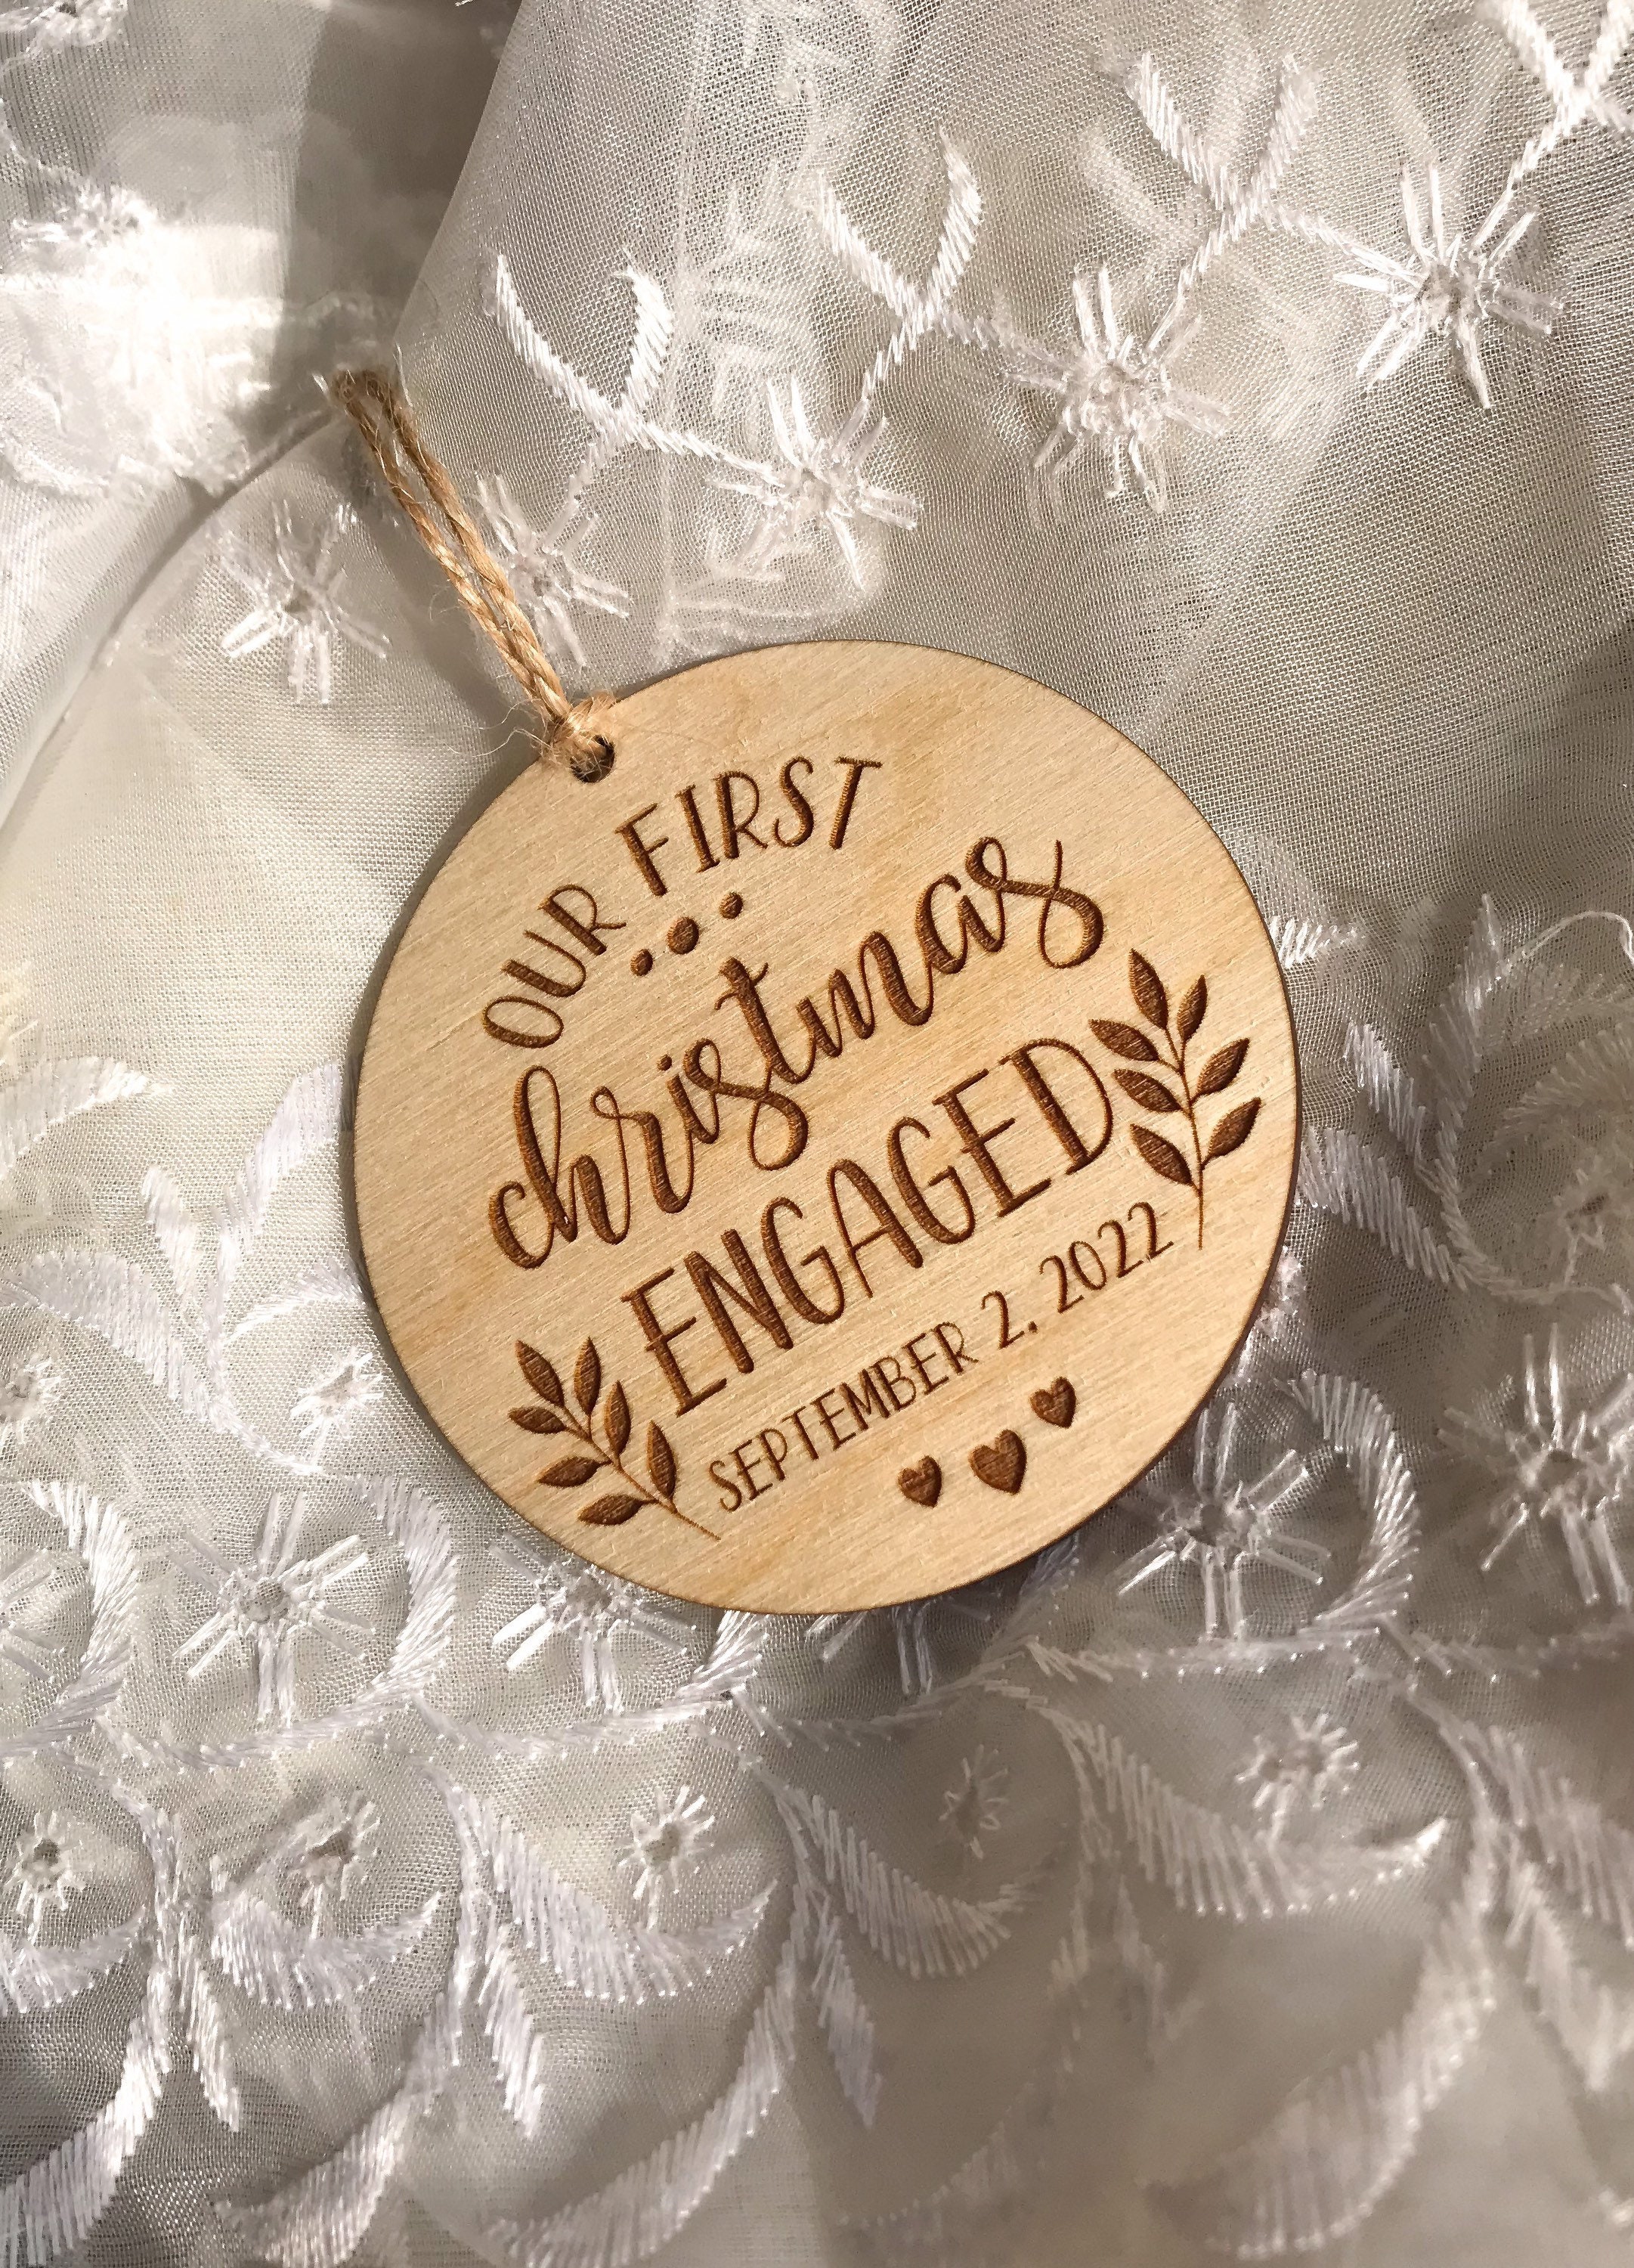 OUR FIRST
christmas
ENGAGED
SEPTEMBER 2, 2022